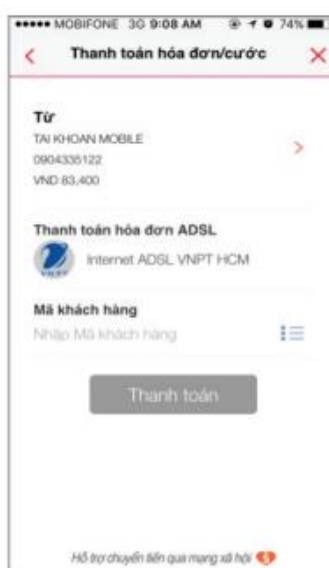 MOBIFONE 3G 9:08 AM 74%
Thanh toán hóa đơn/cước
Từ
TAI KHOAN MOBILE
0904335122
VND 83,400
Thanh toán hóa đơn ADSL
VNPT
Internet ADSL VNPT HCM
Mã khách hàng
Nhập Mã khách hàng
Thanh toán
Hỗ trợ chuyển tiền qua mạng xã hội